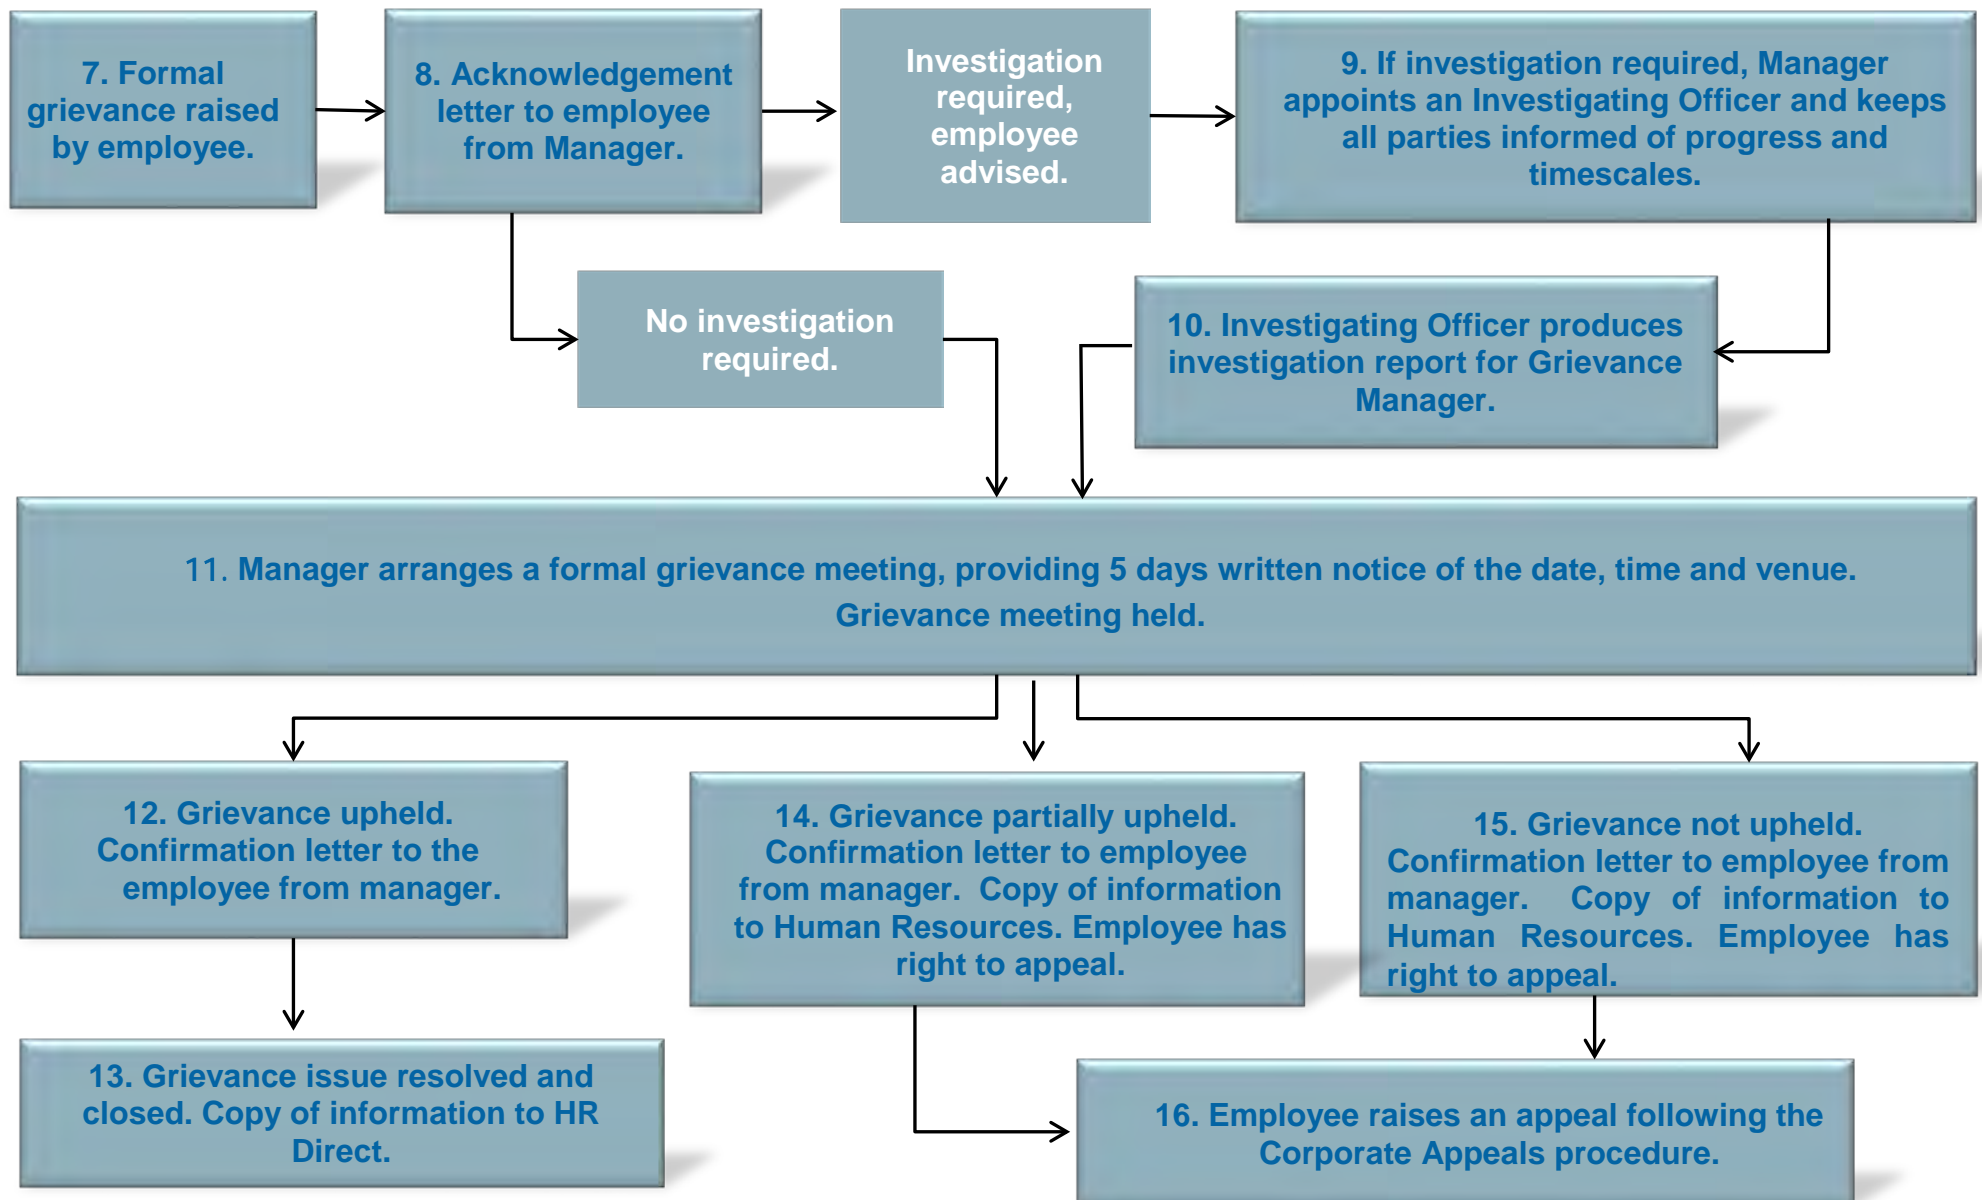 7. Formal
grievance raised
by employee.
8. Acknowledgement
letter to employee
from Manager.
Investigation
required,
employee
advised.
9. If investigation required, Manager
appoints an Investigating Officer and keeps
all parties informed of progress and
timescales.
No investigation
required.
10. Investigating Officer produces
investigation report for Grievance
Manager.
11. Manager arranges a formal grievance meeting, providing 5 days written notice of the date, time and venue.
Grievance meeting held.
12. Grievance upheld.
Confirmation letter to the
employee from manager.
14. Grievance partially upheld.
Confirmation letter to employee
from manager.  Copy of information
to Human Resources. Employee has
right to appeal.
15. Grievance not upheld.
Confirmation letter to employee from
manager.  Copy of information to
Human Resources. Employee has
right to appeal.
13. Grievance issue resolved and
closed. Copy of information to HR
Direct.
16. Employee raises an appeal following the
Corporate Appeals procedure.